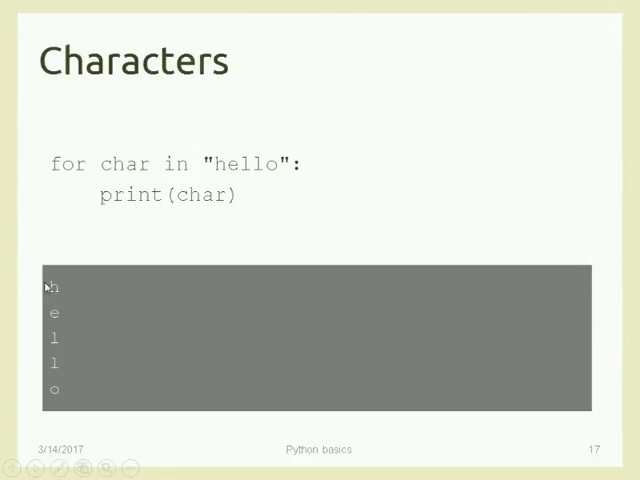 Characters
for char in "hello":
    print(char)
h
e
l
l
o
3/14/2017
Python basics
17